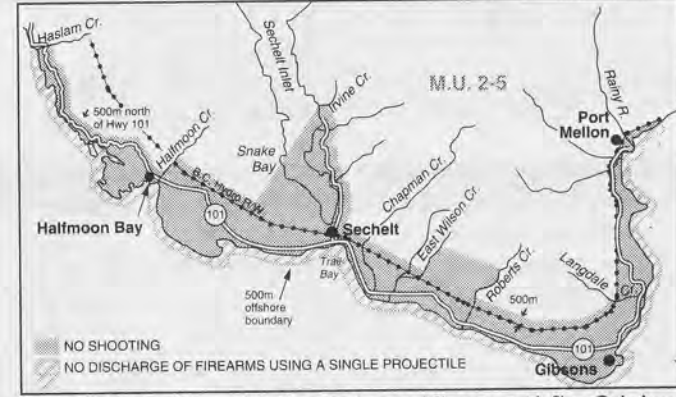 Haslam Cr.
500m north
of Hwy 101
Halfmoon Cr.
Sechelt Inlet
Irvine Cr.
M.U. 2-5
Rainy R.
Port
Mellon
Snake
Bay
B.C. Hydro R/W
Chapman Cr.
East Wilson Cr.
Halfmoon Bay
101
Sechelt
Trail
Bay
Roberts Cr.
Langdale
Cr.
500m
500m
offshore
boundary
101
Gibsons
NO SHOOTING
NO DISCHARGE OF FIREARMS USING A SINGLE PROJECTILE